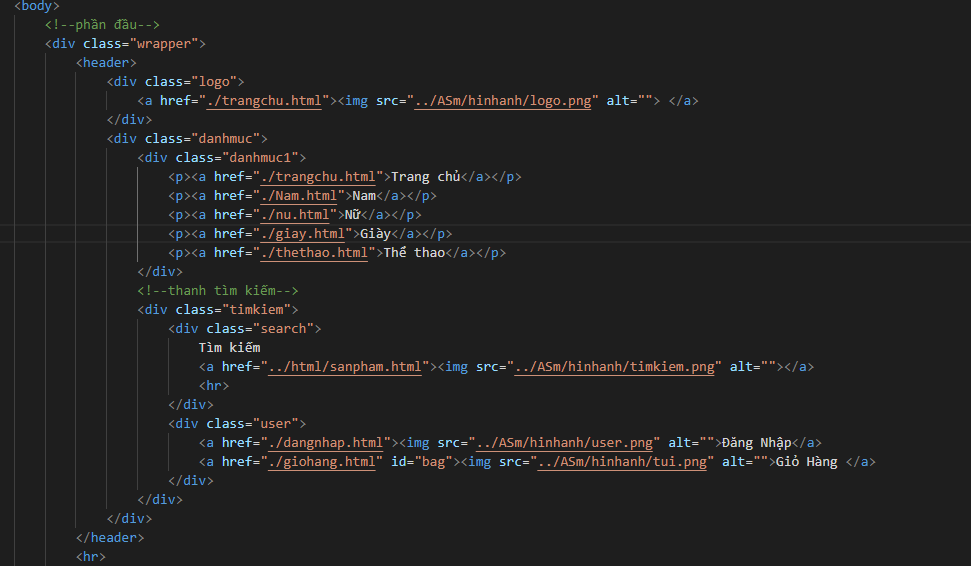 <body>
<!--phần đầu-->
<div class="wrapper">
<header>
<div class="logo">
<a href="./trangchu.html"><img src="../ASm/hinhanh/logo.png" alt=""> </a>
</div>
<div class="danhmuc">
<div class="danhmuc1">
<p><a href="./trangchu.html">Trang chủ</a></p>
<p><a href="./Nam.html">Nam</a></p>
<p><a href="./nu.html">Nữ</a></p>
<p><a href="./giay.html">Giày</a></p>
<p><a href="./thethao.html">Thể thao</a></p>
</div>
<!--thanh tìm kiếm-->
<div class="timkiem">
<div class="search">
Tìm kiếm
<a href="../html/sanpham.html"><img src="../ASm/hinhanh/timkiem.png" alt=""></a>
<hr>
</div>
<div class="user">
<a href="./dangnhap.html"><img src="../ASm/hinhanh/user.png" alt="">Đăng Nhập</a>
<a href="./giohang.html" id="bag"><img src="../ASm/hinhanh/tui.png" alt="">Giỏ Hàng </a>
</div>
</div>
</div>
</header>
<hr>